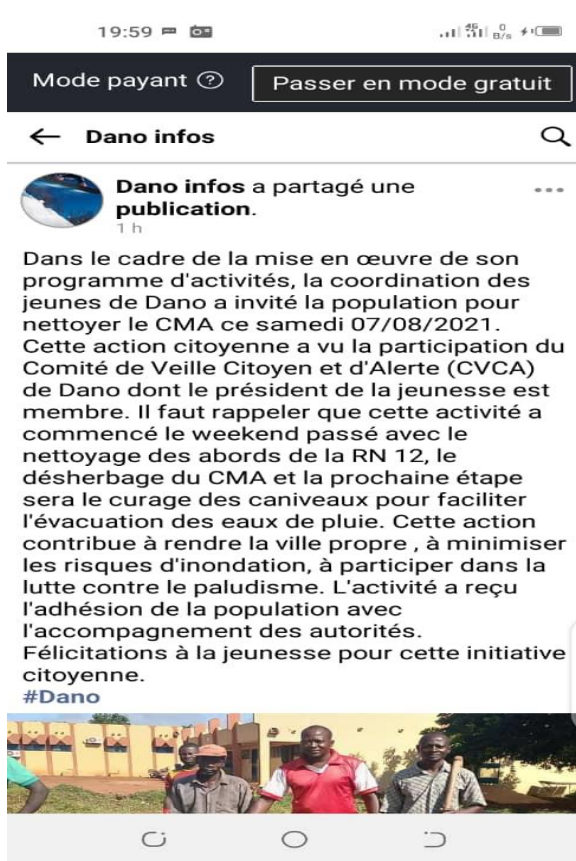 19:59
4G
0
B/s
Mode payant ?
Passer en mode gratuit
Dano infos
Dano infos a partagé une
publication.
1 h
Dans le cadre de la mise en œuvre de son
programme d'activités, la coordination des
jeunes de Dano a invité la population pour
nettoyer le CMA ce samedi 07/08/2021.
Cette action citoyenne a vu la participation du
Comité de Veille Citoyen et d'Alerte (CVCA)
de Dano dont le président de la jeunesse est
membre. Il faut rappeler que cette activité a
commencé le weekend passé avec le
nettoyage des abords de la RN 12, le
désherbage du CMA et la prochaine étape
sera le curage des caniveaux pour faciliter
l'évacuation des eaux de pluie. Cette action
contribue à rendre la ville propre , à minimiser
les risques d'inondation, à participer dans la
lutte contre le paludisme. L'activité a reçu
l'adhésion de la population avec
l'accompagnement des autorités.
Félicitations à la jeunesse pour cette initiative
citoyenne.
#Dano